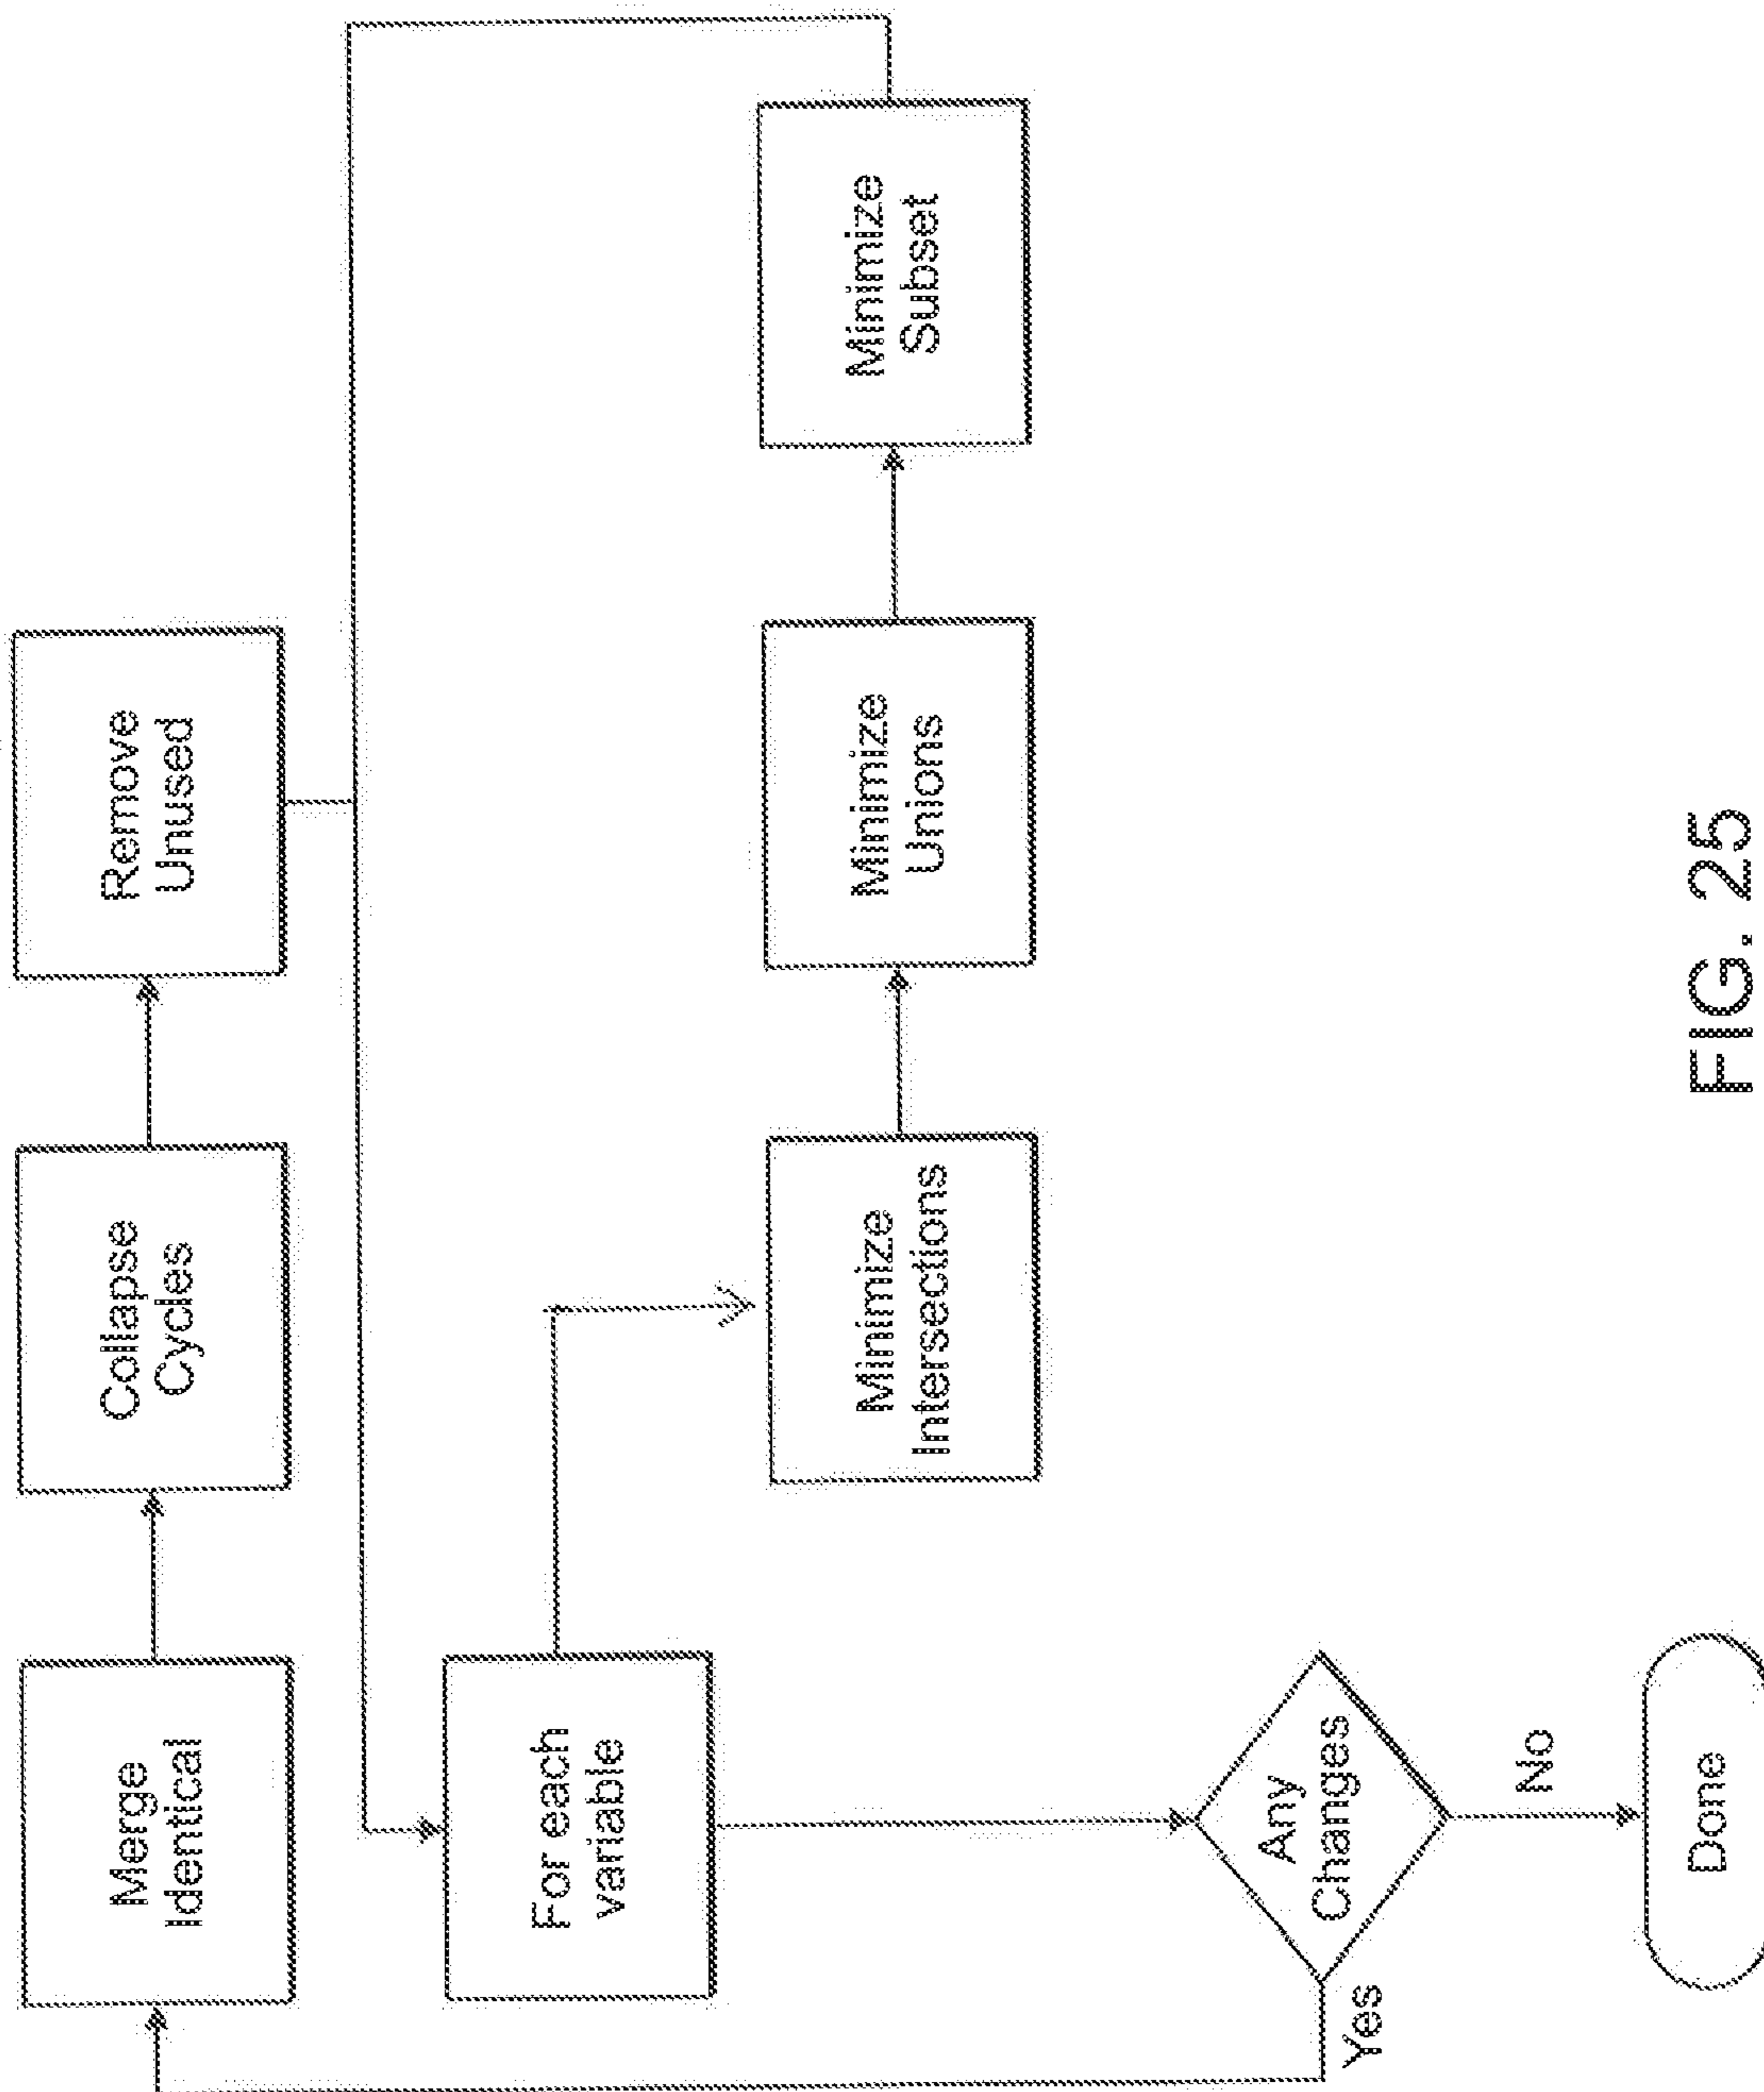 Merge
Identical
Collapse
Cycles
Remove
Unused
For each
variable
Minimize
Intersections
Minimize
Unions
Minimize
Subset
Any
Changes
Yes
No
Done
FIG. 25